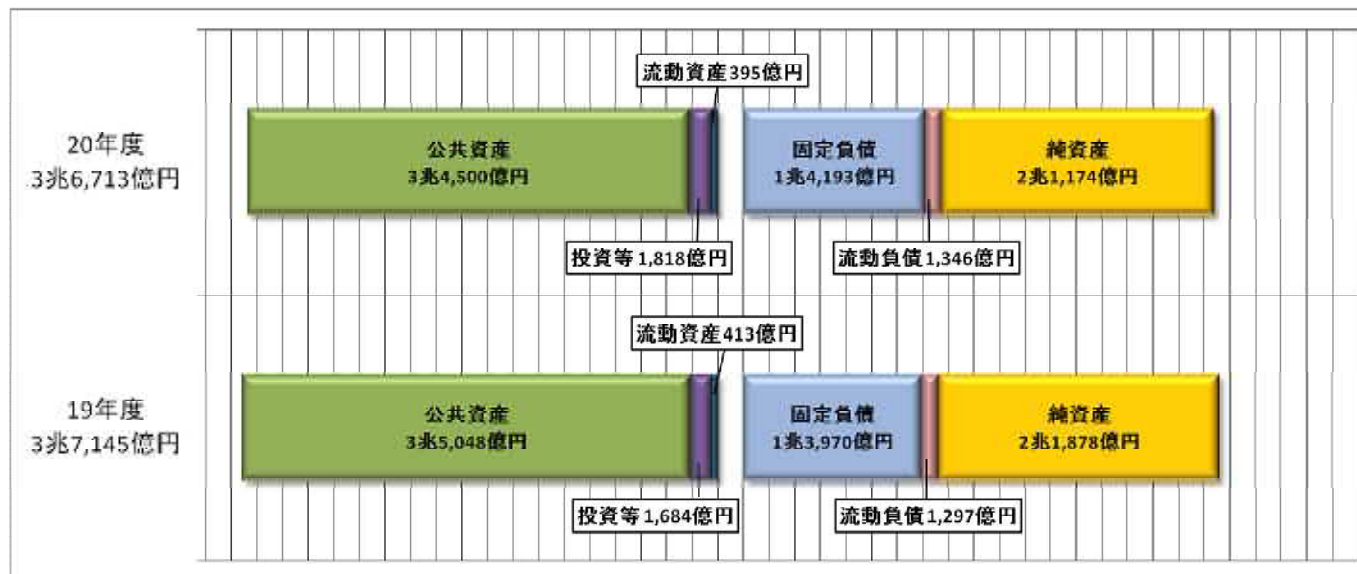 流動資産395億円
20年度
3兆6,713億円
公共資産
3兆4,500億円
固定負債
1兆4,193億円
純資産
2兆1,174億円
投資等1,818億円
流動負債1,346億円
流動資産413億円
19年度
3兆7,145億円
公共資産
3兆5,048億円
固定負債
1兆3,970億円
純資産
2兆1,878億円
投資等1,684億円
流動負債1,297億円